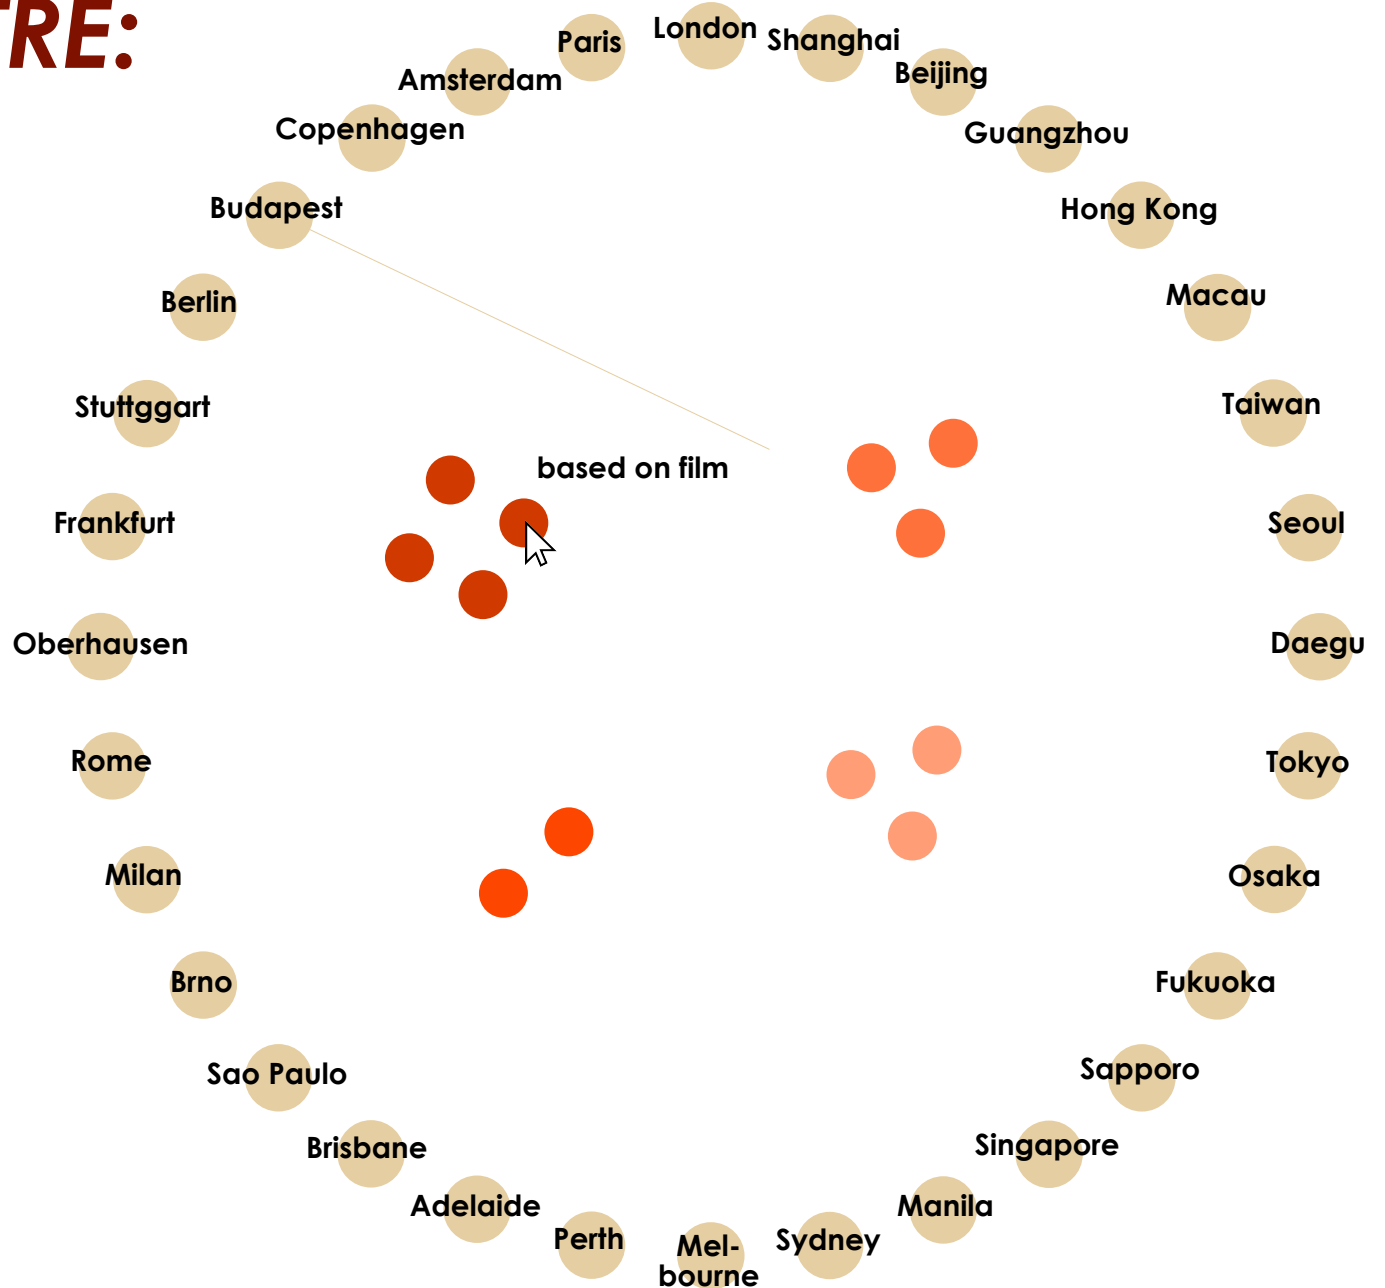 TRE:
London
Paris
Shanghai
Amsterdam
Beijing
Copenhagen
Guangzhou
Budapest
Hong Kong
Berlin
Macau
Stuttggart
Taiwan
based on film
Frankfurt
Seoul
Oberhausen
Daegu
Rome
Tokyo
Milan
Osaka
Brno
Fukuoka
Sao Paulo
Sapporo
Brisbane
Singapore
Adelaide
Manila
Perth
Mel-
bourne
Sydney